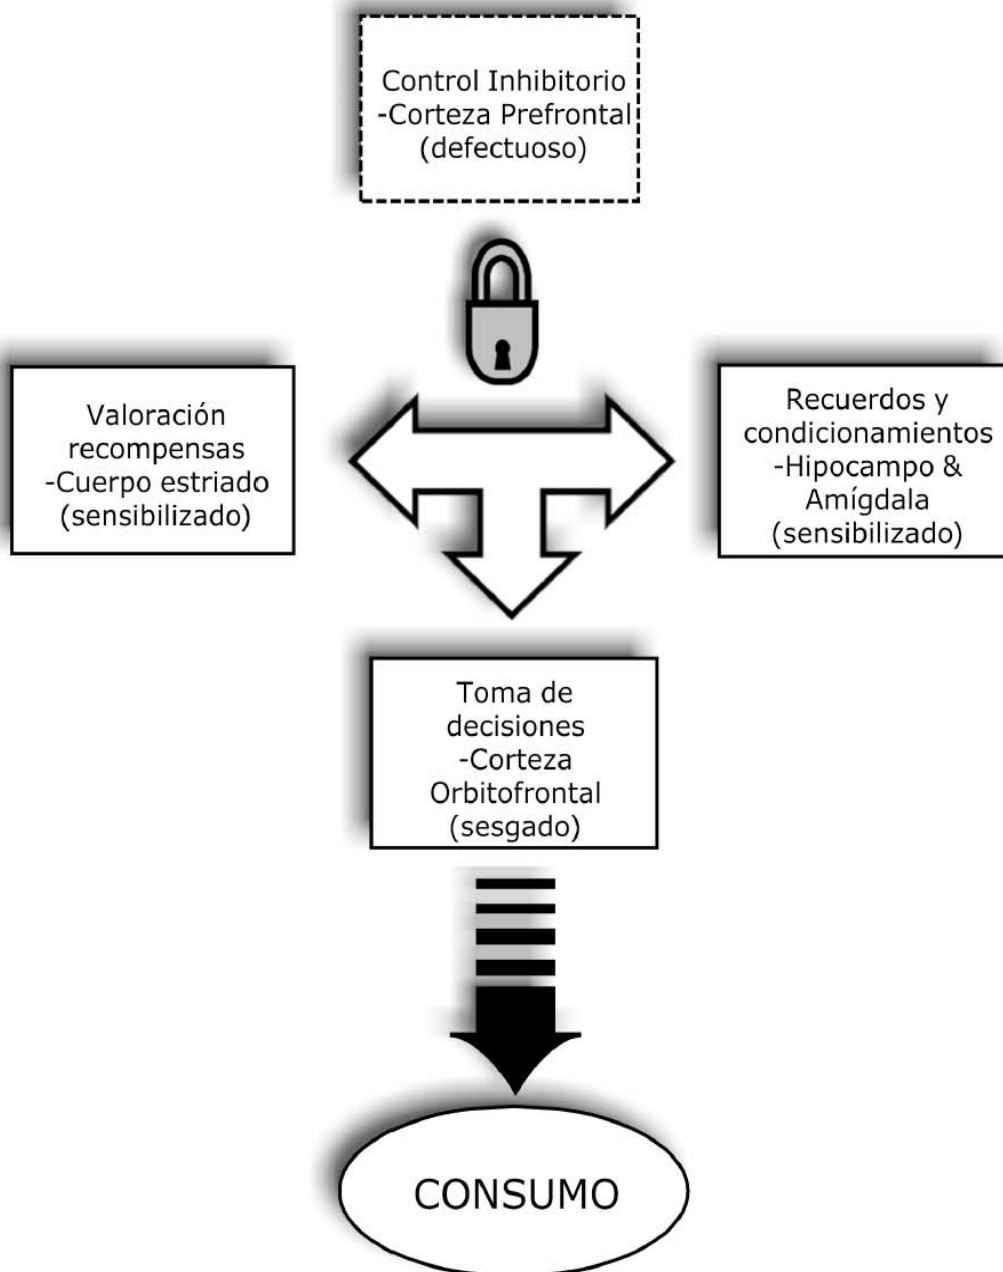 Control Inhibitorio
-Corteza Prefrontal
(defectuoso)
Valoración
recompensas
-Cuerpo estriado
(sensibilizado)
Recuerdos y
condicionamientos
-Hipocampo &
Amígdala
(sensibilizado)
Toma de
decisiones
-Corteza
Orbitofrontal
(sesgado)
CONSUMO